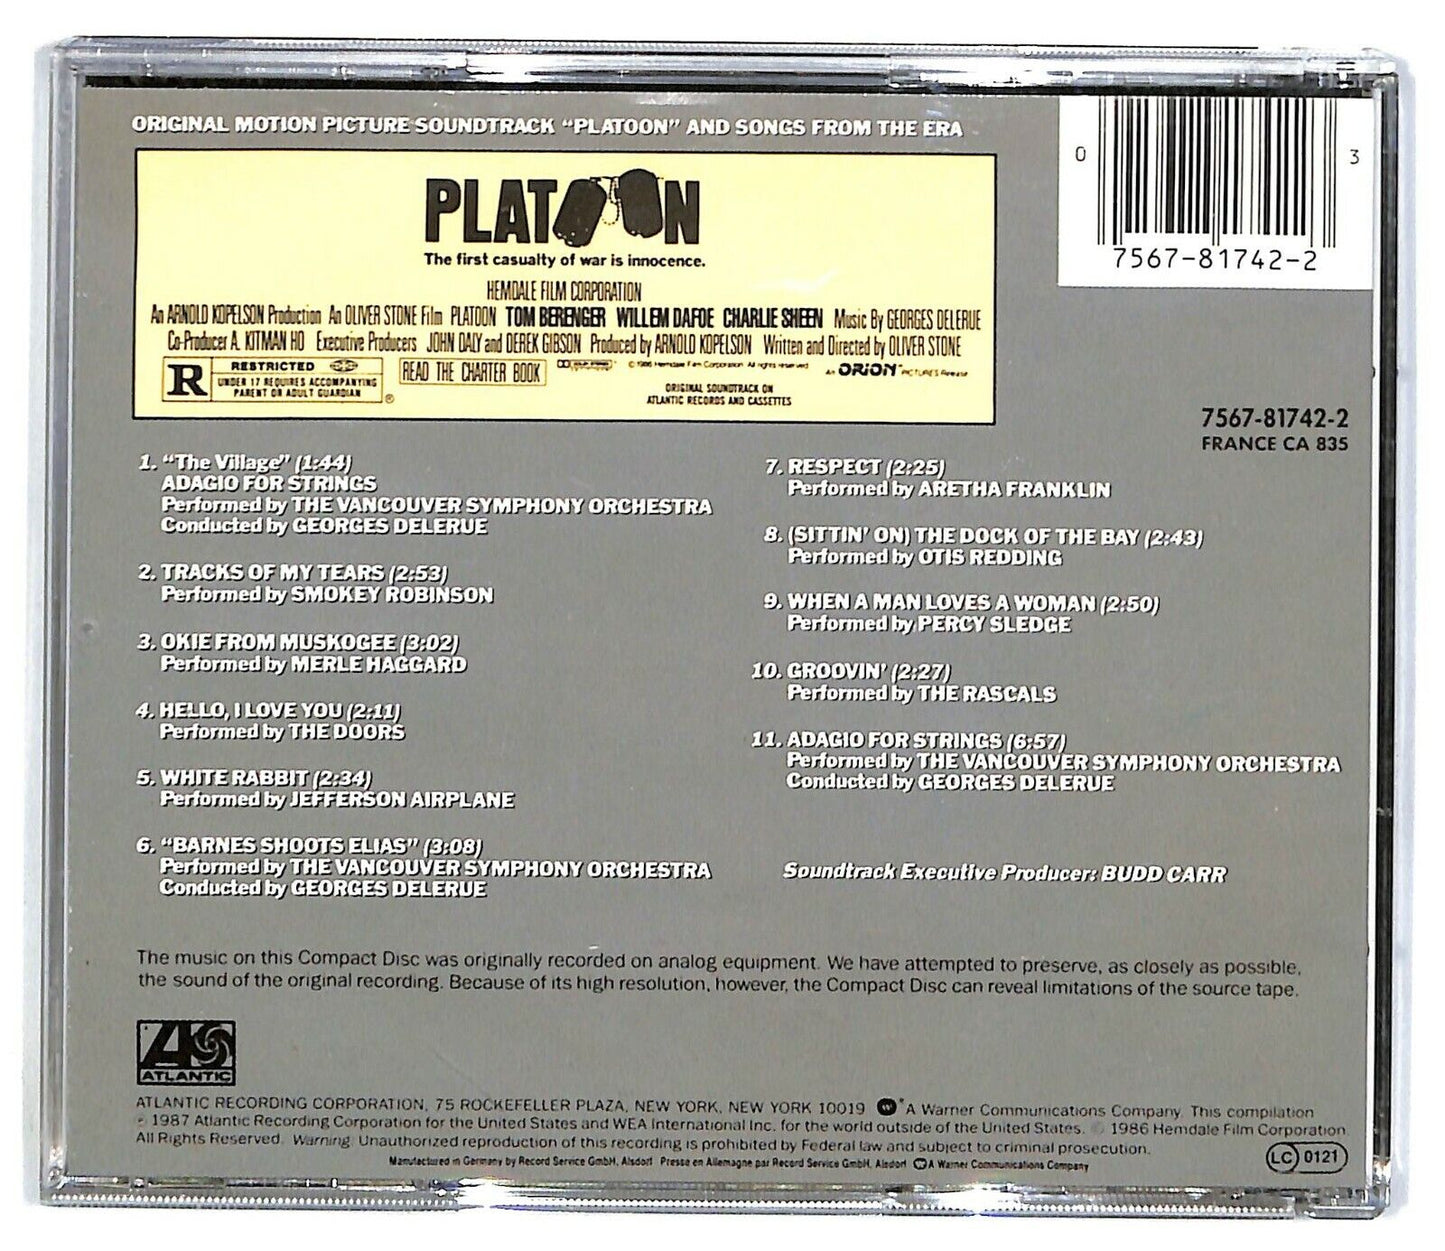 ORIGINAL MOTION PICTURE SOUNDTRACK "PLATOON" AND SONGS FROM THE ERA
0 3
7567-81742-2
PLATOON
The first casualty of war is innocence.
HEMDALE FILM CORPORATION
An ARNOLD KOPELSON Production An OLIVER STONE Film PLATOON TOM BERENGER WILLEM DAFOE CHARLIE SHEEN Music By GEORGES DELERUE
Co-Producer A. KITMAN HO Executive Producers JOHN DALY and DEREK GIBSON Produced by ARNOLD KOPELSON Written and Directed by OLIVER STONE
R RESTRICTED
UNDER 17 REQUIRES ACCOMPANYING
PARENT OR ADULT GUARDIAN ®
READ THE CHARTER BOOK
© 1986 Hemdale Film Corporation All rights reserved
An ORION PICTURES Release
ORIGINAL SOUNDTRACK ON
ATLANTIC RECORDS AND CASSETTES
7567-81742-2
FRANCE CA 835
1. "The Village" (1:44)
ADAGIO FOR STRINGS
Performed by THE VANCOUVER SYMPHONY ORCHESTRA
Conducted by GEORGES DELERUE
2. TRACKS OF MY TEARS (2:53)
Performed by SMOKEY ROBINSON
3. OKIE FROM MUSKOGEE (3:02)
Performed by MERLE HAGGARD
4. HELLO, I LOVE YOU (2:11)
Performed by THE DOORS
5. WHITE RABBIT (2:34)
Performed by JEFFERSON AIRPLANE
6. "BARNES SHOOTS ELIAS" (3:08)
Performed by THE VANCOUVER SYMPHONY ORCHESTRA
Conducted by GEORGES DELERUE
7. RESPECT (2:25)
Performed by ARETHA FRANKLIN
8. (SITTIN' ON) THE DOCK OF THE BAY (2:43)
Performed by OTIS REDDING
9. WHEN A MAN LOVES A WOMAN (2:50)
Performed by PERCY SLEDGE
10. GROOVIN' (2:27)
Performed by THE RASCALS
11. ADAGIO FOR STRINGS (6:57)
Performed by THE VANCOUVER SYMPHONY ORCHESTRA
Conducted by GEORGES DELERUE
Soundtrack Executive Producer: BUDD CARR
The music on this Compact Disc was originally recorded on analog equipment. We have attempted to preserve, as closely as possible,
the sound of the original recording. Because of its high resolution, however, the Compact Disc can reveal limitations of the source tape.
ATLANTIC
ATLANTIC RECORDING CORPORATION, 75 ROCKEFELLER PLAZA, NEW YORK, NEW YORK 10019 A Warner Communications Company. This compilation
℗ 1987 Atlantic Recording Corporation for the United States and WEA International Inc. for the world outside of the United States. © 1986 Hemdale Film Corporation
All Rights Reserved. Warning: Unauthorized reproduction of this recording is prohibited by Federal law and subject to criminal prosecution.
Manufactured in Germany by Record Service GmbH, Alsdorf Presse en Allemagne par Record Service GmbH, Alsdorf A Warner Communications Company
LC 0121